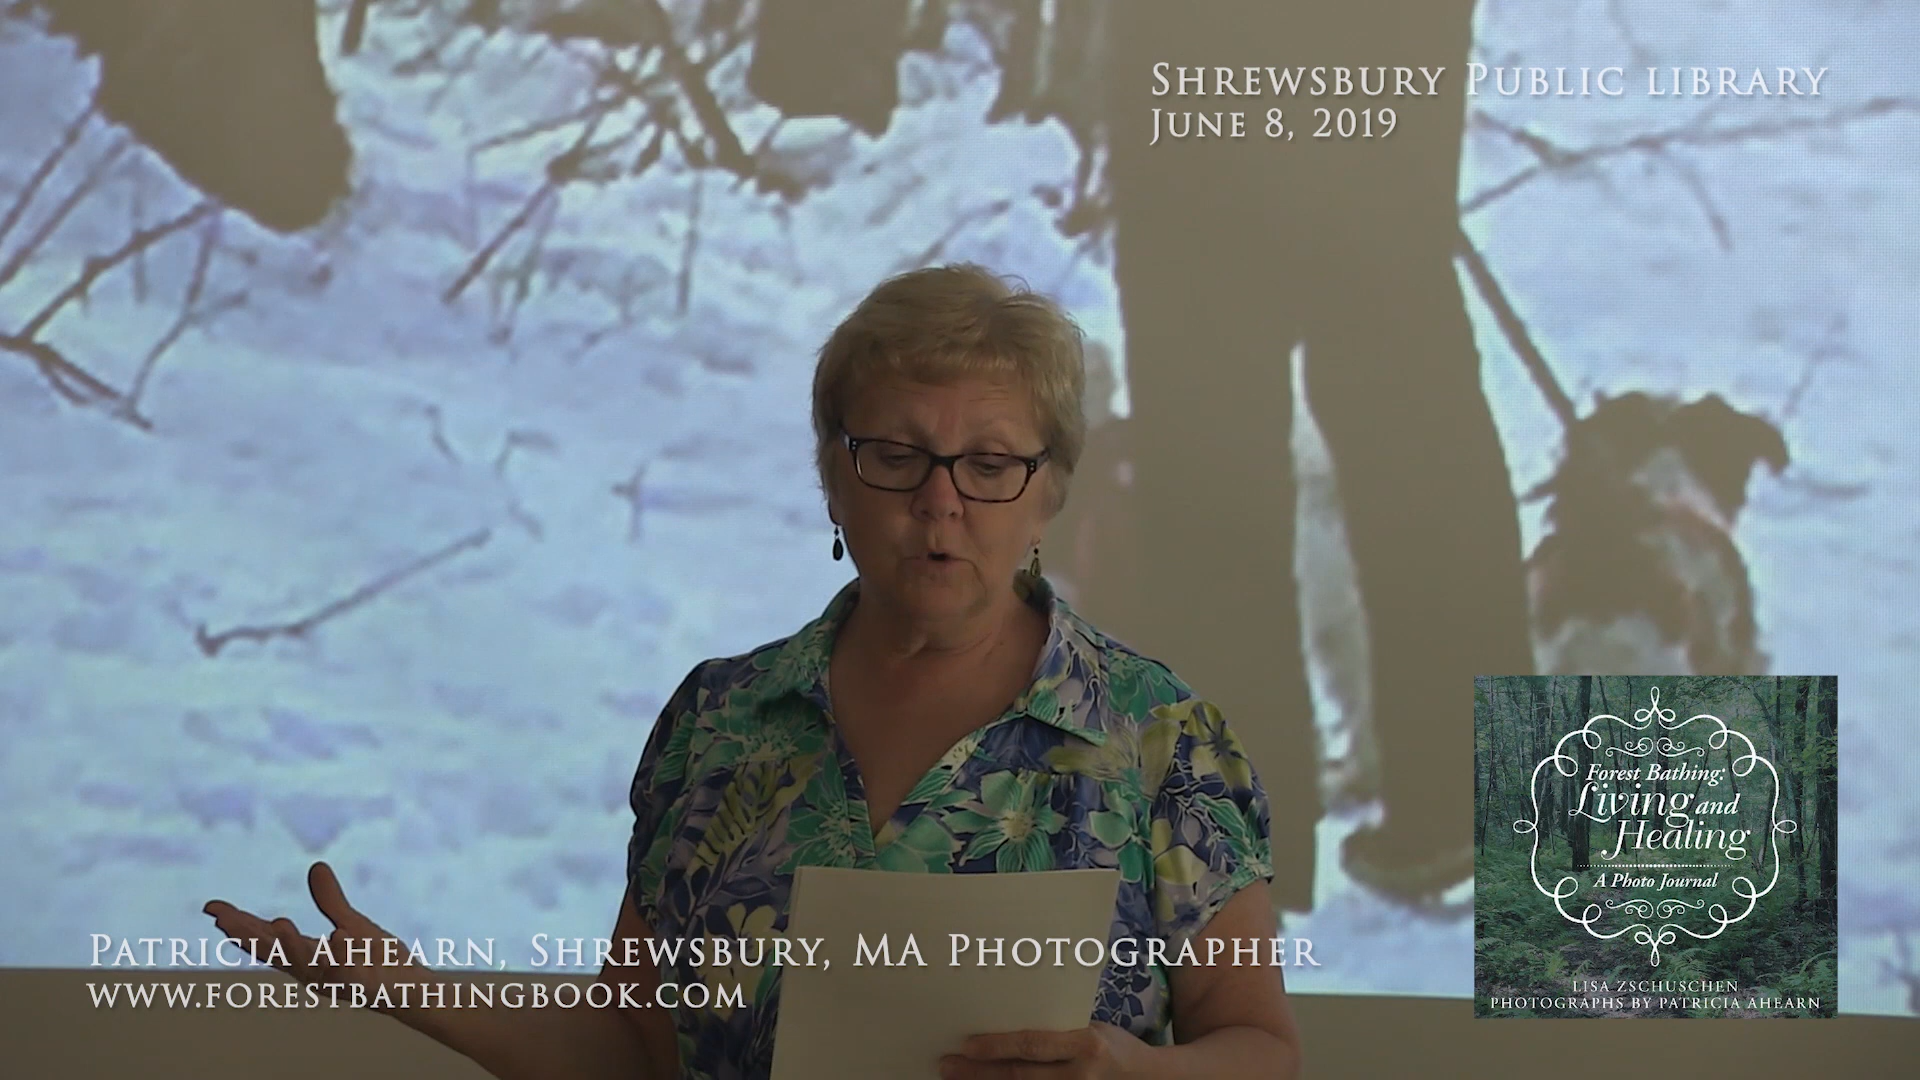 SHREWSBURY PUBLIC LIBRARY
JUNE 8, 2019
PATRICIA AHEARN, SHREWSBURY, MA PHOTOGRAPHER
WWW.FORESTBATHINGBOOK.COM
Forest Bathing:
Living and
Healing
A Photo Journal
LISA ZSCHUSCHEN
PHOTOGRAPHS BY PATRICIA AHEARN